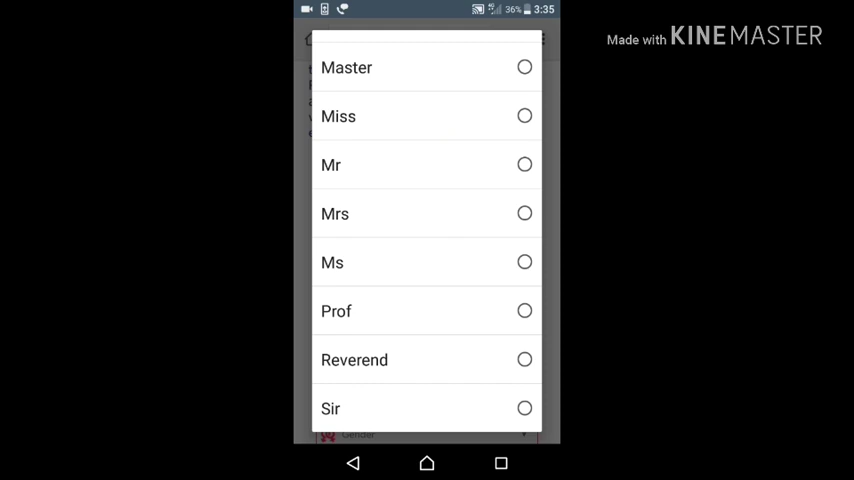 36% 3:35
Made with KINEMASTER
Master
Miss
Mr
Mrs
Ms
Prof
Reverend
Sir
Gender